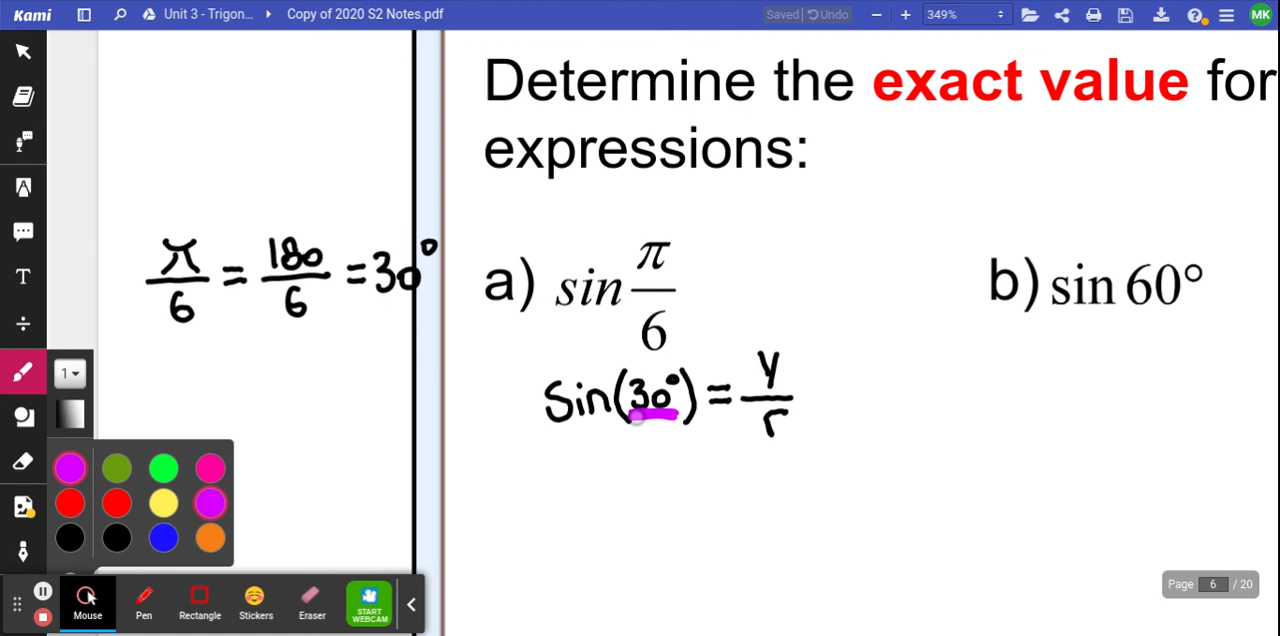 Kami Unit 3 - Trigon... Copy of 2020 S2 Notes.pdf Saved Undo 349% MK
Determine the exact value for
expressions:
π/6 = 180/6 = 30°
a) sin π/6
b) sin 60°
Sin(30°) = y/r
T
1
Page 6 / 20
Mouse Pen Rectangle Stickers Eraser START WEBCAM